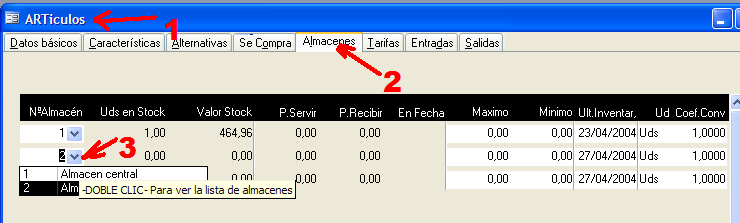 ARTiculos
1
Datos básicos Características Alternativas Se Compra Almacenes Tarifas Entradas Salidas
2
NºAlmacén Uds en Stock Valor Stock P.Servir P.Recibir En Fecha Maximo Minimo Ult.Inventar, Ud Coef.Conv
1 1,00 464,96 0,00 0,00 0,00 0,00 23/04/2004 Uds 1,0000
3
2 0,00 0,00 0,00 0,00 0,00 0,00 27/04/2004 Uds 1,0000
1 Almacen central
0,00 0,00 0,00 0,00 27/04/2004 Uds 1,0000
2 Alm
-DOBLE CLIC- Para ver la lista de almacenes